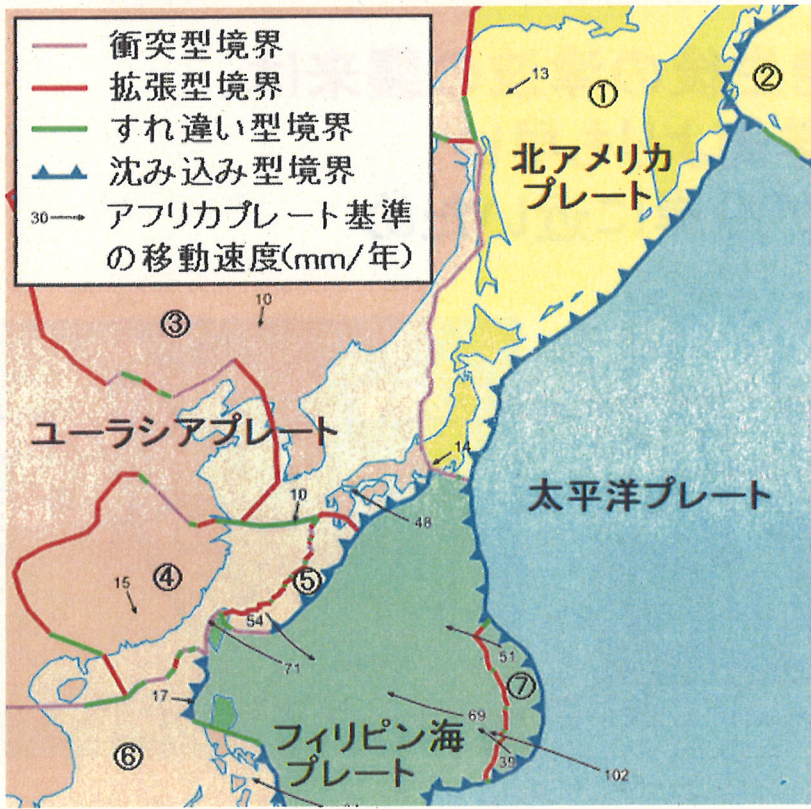 衝突型境界
拡張型境界
すれ違い型境界
沈み込み型境界
30
アフリカプレート基準
の移動速度(mm/年)
13
①
②
北アメリカ
プレート
10
③
ユーラシアプレート
14
太平洋プレート
10
48
15
④
⑤
54
71
51
17
⑦
69
⑥
フィリピン海
プレート
39
102